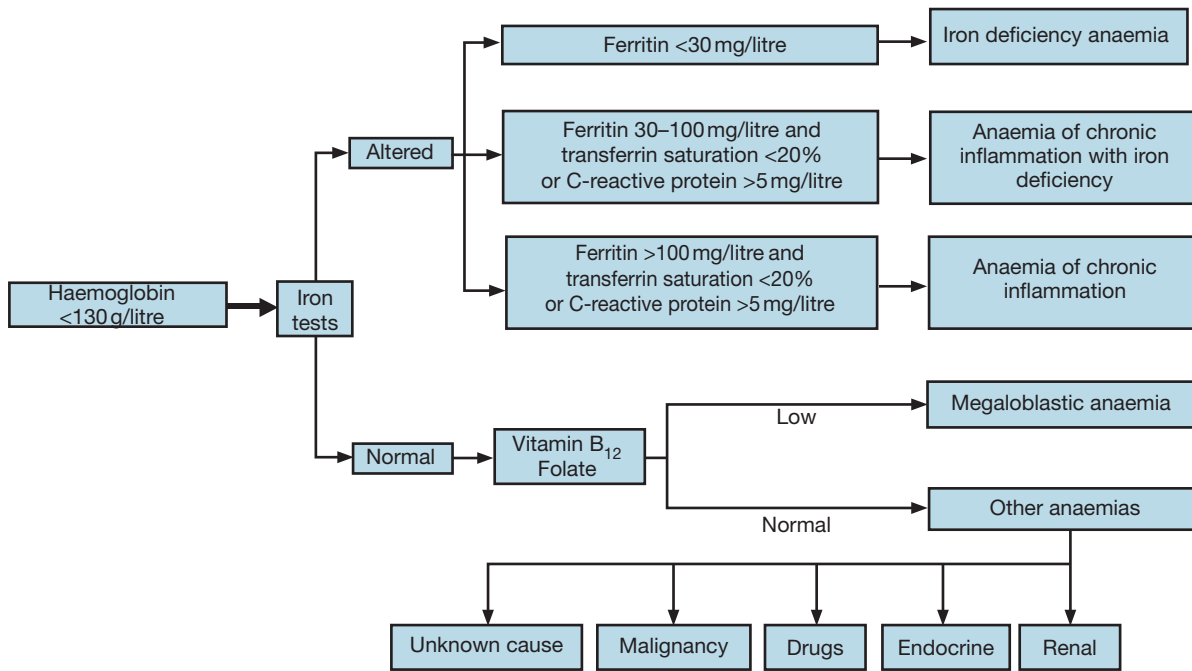 Ferritin <30 mg/litre
Iron deficiency anaemia
Altered
Ferritin 30–100 mg/litre and
transferrin saturation <20%
or C-reactive protein >5 mg/litre
Anaemia of chronic
inflammation with iron
deficiency
Ferritin >100 mg/litre and
transferrin saturation <20%
or C-reactive protein >5 mg/litre
Anaemia of chronic
inflammation
Haemoglobin
<130 g/litre
Iron
tests
Normal
Vitamin B₁₂
Folate
Low
Megaloblastic anaemia
Normal
Other anaemias
Unknown cause
Malignancy
Drugs
Endocrine
Renal